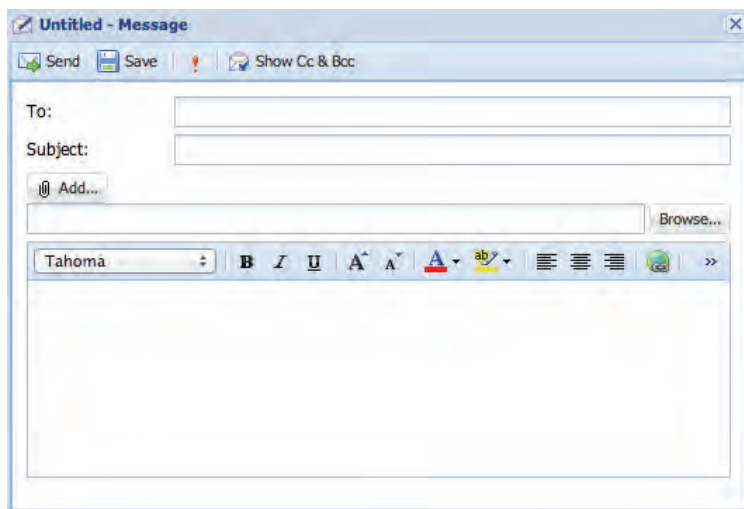 Untitled - Message
Send Save ! Show Cc & Bcc
To:
Subject:
Add...
Browse...
Tahoma B I U A A A ab »